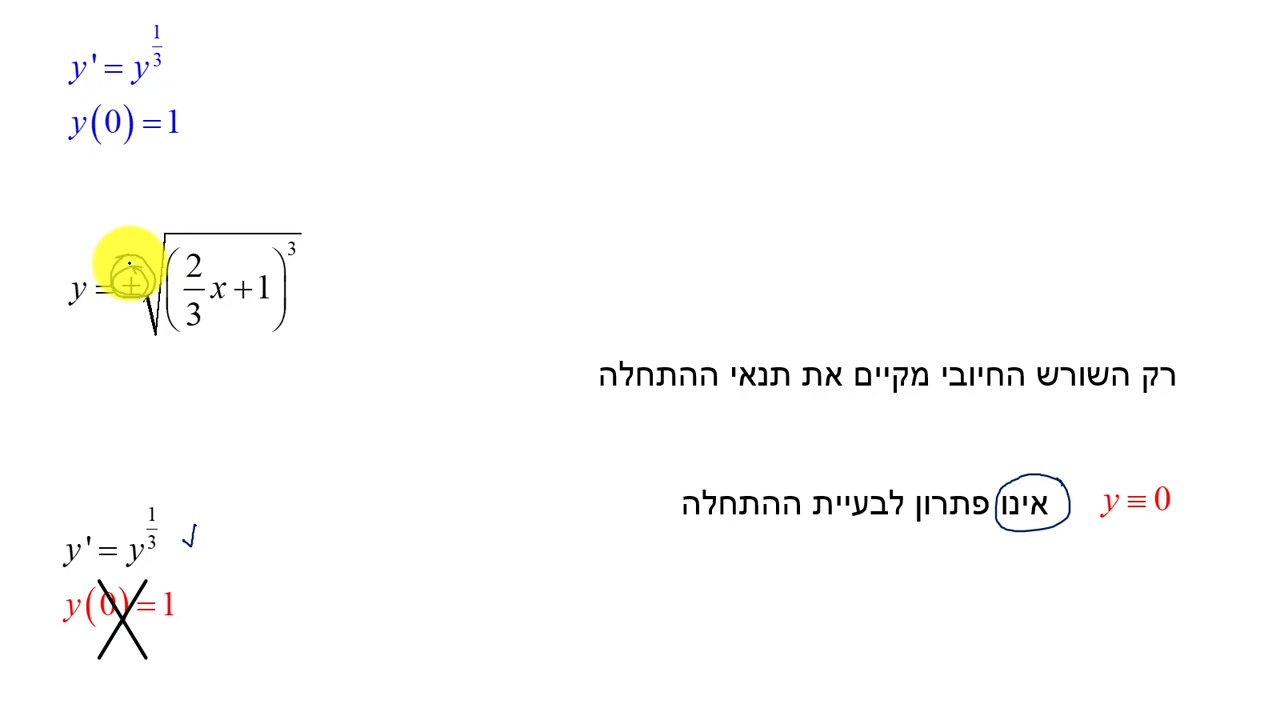 y' = y^{1/3}
y(0) = 1
y = ±√((2/3 x + 1)^3)
רק השורש החיובי מקיים את תנאי ההתחלה
y ≡ 0 אינו פתרון לבעיית ההתחלה
y' = y^{1/3} ✓
y(0) = 1